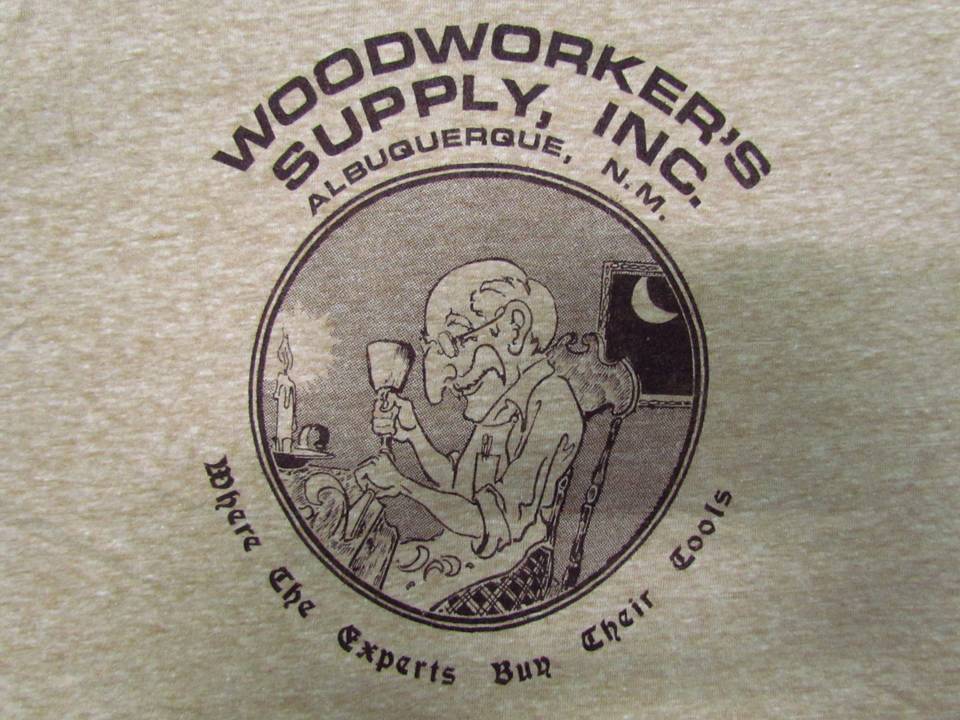 WOODWORKER'S
SUPPLY, INC.
ALBUQUERQUE, N.M.
Where The Experts Buy Their Tools